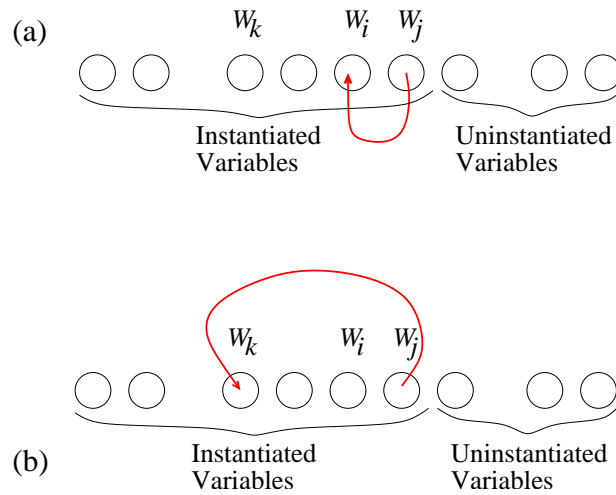 (a)
W_k W_i W_j
Instantiated Variables
Uninstantiated Variables
W_k W_i W_j
Instantiated Variables
Uninstantiated Variables
(b)